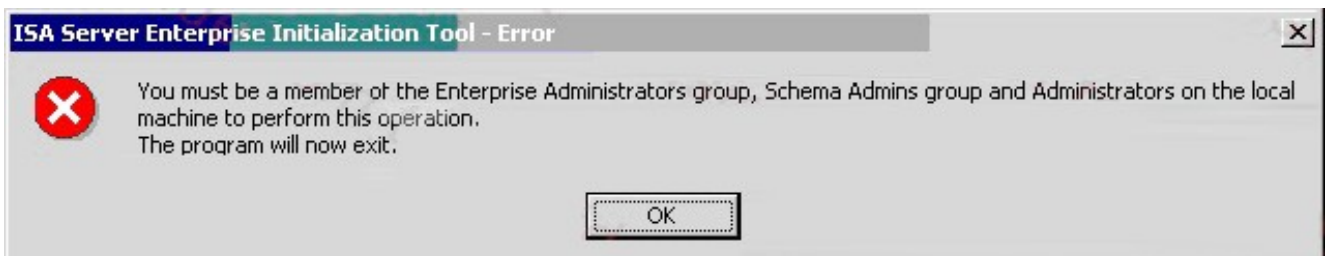 ISA Server Enterprise Initialization Tool - Error
You must be a member of the Enterprise Administrators group, Schema Admins group and Administrators on the local
machine to perform this operation.
The program will now exit.
OK